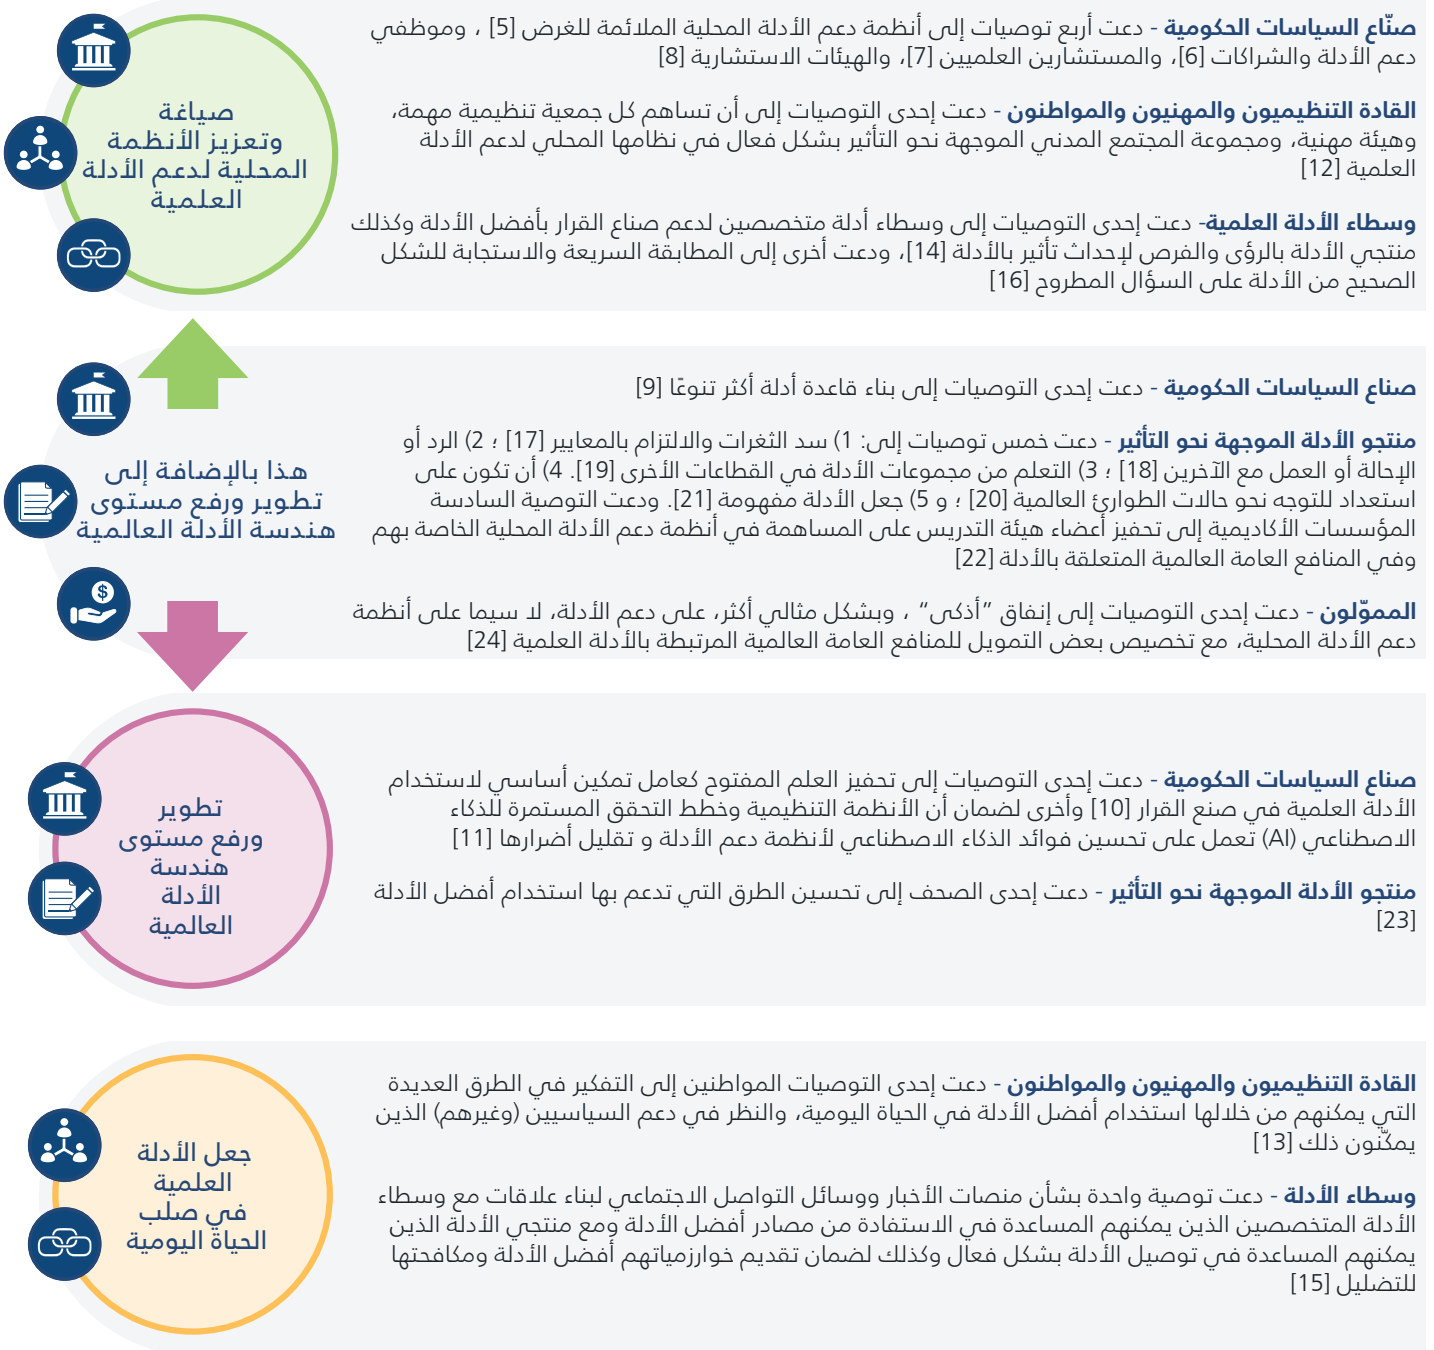 صياغة
وتعزيز الأنظمة
المحلية لدعم الأدلة
العلمية
صنّاع السياسات الحكومية - دعت أربع توصيات إلى أنظمة دعم الأدلة المحلية الملائمة للغرض [5] ، وموظفي
دعم الأدلة والشراكات [6]، والمستشارين العلميين [7]، والهيئات الاستشارية [8]
القادة التنظيميون والمهنيون والمواطنون - دعت إحدى التوصيات إلى أن تساهم كل جمعية تنظيمية مهمة،
وهيئة مهنية، ومجموعة المجتمع المدني الموجهة نحو التأثير بشكل فعال في نظامها المحلي لدعم الأدلة
العلمية [12]
وسطاء الأدلة العلمية- دعت إحدى التوصيات إلى وسطاء أدلة متخصصين لدعم صناع القرار بأفضل الأدلة وكذلك
منتجي الأدلة بالرؤى والفرص لإحداث تأثير بالأدلة [14]، ودعت أخرى إلى المطابقة السريعة والاستجابة للشكل
الصحيح من الأدلة على السؤال المطروح [16]
هذا بالإضافة إلى
تطوير ورفع مستوى
هندسة الأدلة العالمية
صناع السياسات الحكومية - دعت إحدى التوصيات إلى بناء قاعدة أدلة أكثر تنوعًا [9]
منتجو الأدلة الموجهة نحو التأثير - دعت خمس توصيات إلى: 1) سد الثغرات والالتزام بالمعايير [17] ؛ 2) الرد أو
الإحالة أو العمل مع الآخرين [18] ؛ 3) التعلم من مجموعات الأدلة في القطاعات الأخرى [19]. 4) أن تكون على
استعداد للتوجه نحو حالات الطوارئ العالمية [20] ؛ و 5) جعل الأدلة مفهومة [21]. ودعت التوصية السادسة
المؤسسات الأكاديمية إلى تحفيز أعضاء هيئة التدريس على المساهمة في أنظمة دعم الأدلة المحلية الخاصة بهم
وفي المنافع العامة العالمية المتعلقة بالأدلة [22]
المموّلون - دعت إحدى التوصيات إلى إنفاق “أذكى” ، وبشكل مثالي أكثر، على دعم الأدلة، لا سيما على أنظمة
دعم الأدلة المحلية، مع تخصيص بعض التمويل للمنافع العامة العالمية المرتبطة بالأدلة العلمية [24]
تطوير
ورفع مستوى
هندسة
الأدلة
العالمية
صناع السياسات الحكومية - دعت إحدى التوصيات إلى تحفيز العلم المفتوح كعامل تمكين أساسي لاستخدام
الأدلة العلمية في صنع القرار [10] وأخرى لضمان أن الأنظمة التنظيمية وخطط التحقق المستمرة للذكاء
الاصطناعي (AI) تعمل على تحسين فوائد الذكاء الاصطناعي لأنظمة دعم الأدلة و تقليل أضرارها [11]
منتجو الأدلة الموجهة نحو التأثير - دعت إحدى الصحف إلى تحسين الطرق التي تدعم بها استخدام أفضل الأدلة
[23]
جعل الأدلة
العلمية
في صلب
الحياة اليومية
القادة التنظيميون والمهنيون والمواطنون - دعت إحدى التوصيات المواطنين إلى التفكير في الطرق العديدة
التي يمكنهم من خلالها استخدام أفضل الأدلة في الحياة اليومية، والنظر في دعم السياسيين (وغيرهم) الذين
يمكّنون ذلك [13]
وسطاء الأدلة - دعت توصية واحدة بشأن منصات الأخبار ووسائل التواصل الاجتماعي لبناء علاقات مع وسطاء
الأدلة المتخصصين الذين يمكنهم المساعدة في الاستفادة من مصادر أفضل الأدلة ومع منتجي الأدلة الذين
يمكنهم المساعدة في توصيل الأدلة بشكل فعال وكذلك لضمان تقديم خوارزمياتهم أفضل الأدلة ومكافحتها
للتضليل [15]